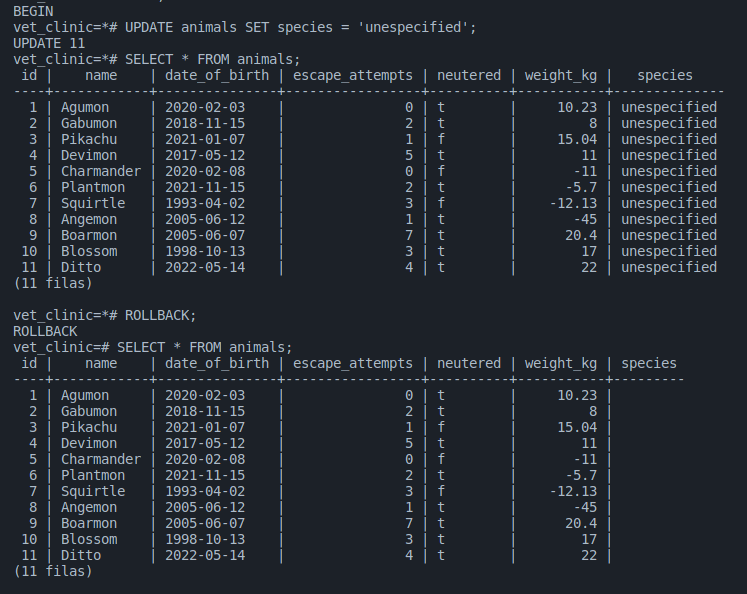 BEGIN
vet_clinic=*# UPDATE animals SET species = 'unespecified';
UPDATE 11
vet_clinic=*# SELECT * FROM animals;
 id |    name    | date_of_birth | escape_attempts | neutered | weight_kg |   species
----+------------+---------------+-----------------+----------+-----------+--------------
  1 | Agumon     | 2020-02-03    |               0 | t        |     10.23 | unespecified
  2 | Gabumon    | 2018-11-15    |               2 | t        |         8 | unespecified
  3 | Pikachu    | 2021-01-07    |               1 | f        |     15.04 | unespecified
  4 | Devimon    | 2017-05-12    |               5 | t        |        11 | unespecified
  5 | Charmander | 2020-02-08    |               0 | f        |       -11 | unespecified
  6 | Plantmon   | 2021-11-15    |               2 | t        |      -5.7 | unespecified
  7 | Squirtle   | 1993-04-02    |               3 | f        |    -12.13 | unespecified
  8 | Angemon    | 2005-06-12    |               1 | t        |       -45 | unespecified
  9 | Boarmon    | 2005-06-07    |               7 | t        |      20.4 | unespecified
 10 | Blossom    | 1998-10-13    |               3 | t        |        17 | unespecified
 11 | Ditto      | 2022-05-14    |               4 | t        |        22 | unespecified
(11 filas)

vet_clinic=*# ROLLBACK;
ROLLBACK
vet_clinic=# SELECT * FROM animals;
 id |    name    | date_of_birth | escape_attempts | neutered | weight_kg | species
----+------------+---------------+-----------------+----------+-----------+---------
  1 | Agumon     | 2020-02-03    |               0 | t        |     10.23 |
  2 | Gabumon    | 2018-11-15    |               2 | t        |         8 |
  3 | Pikachu    | 2021-01-07    |               1 | f        |     15.04 |
  4 | Devimon    | 2017-05-12    |               5 | t        |        11 |
  5 | Charmander | 2020-02-08    |               0 | f        |       -11 |
  6 | Plantmon   | 2021-11-15    |               2 | t        |      -5.7 |
  7 | Squirtle   | 1993-04-02    |               3 | f        |    -12.13 |
  8 | Angemon    | 2005-06-12    |               1 | t        |       -45 |
  9 | Boarmon    | 2005-06-07    |               7 | t        |      20.4 |
 10 | Blossom    | 1998-10-13    |               3 | t        |        17 |
 11 | Ditto      | 2022-05-14    |               4 | t        |        22 |
(11 filas)